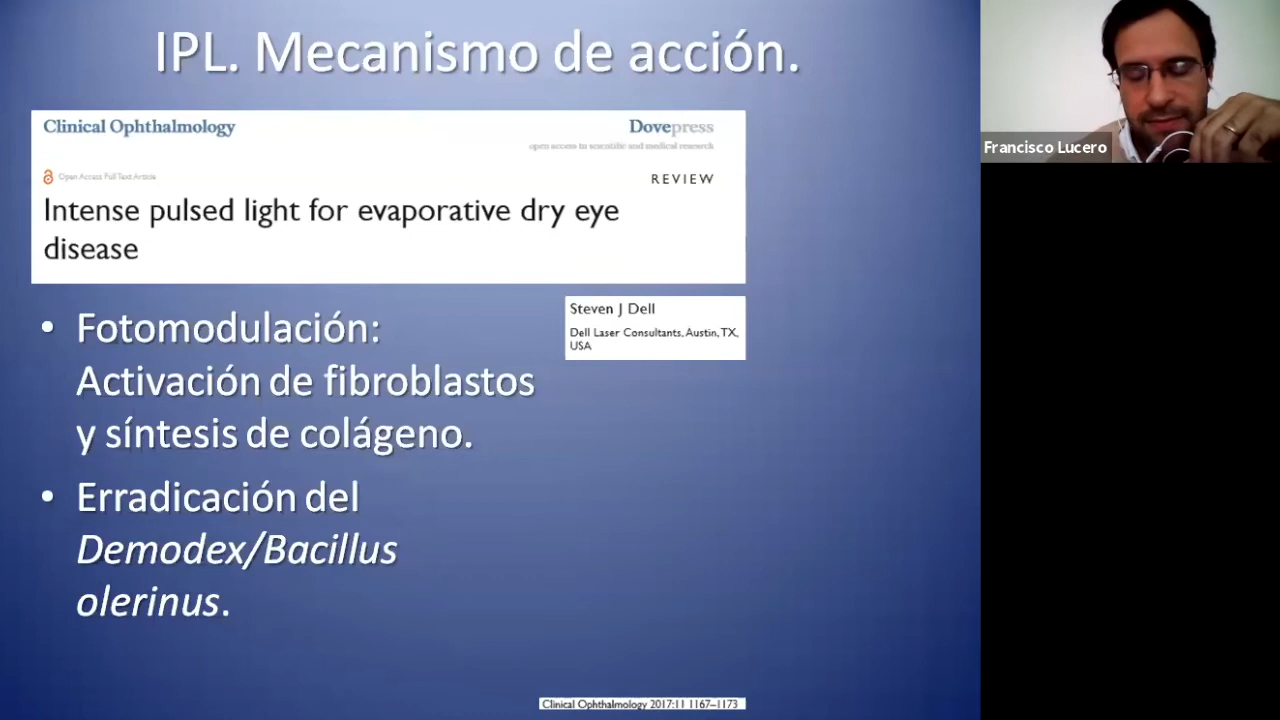 IPL. Mecanismo de acción.
Clinical Ophthalmology
Dovepress
open access to scientific and medical research
Open Access Full Text Article
REVIEW
Intense pulsed light for evaporative dry eye
disease
Steven J Dell
Dell Laser Consultants, Austin, TX,
USA
• Fotomodulación:
Activación de fibroblastos
y síntesis de colágeno.
• Erradicación del
Demodex/Bacillus
olerinus.
Clinical Ophthalmology 2017:11 1167–1173
Francisco Lucero